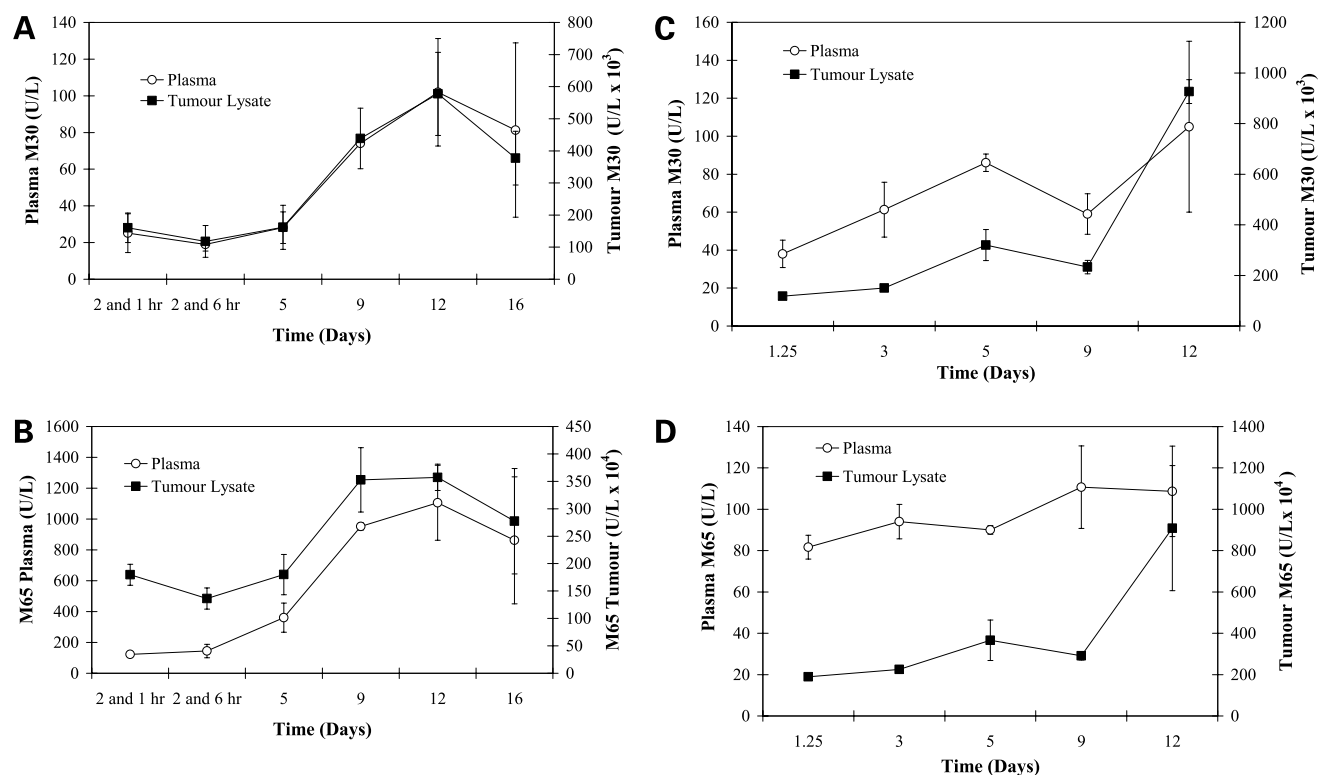 A
Plasma M30 (U/L)
140
120
100
80
60
40
20
0
Plasma
Tumour Lysate
800
700
600
500
400
300
200
100
0
Tumour M30 (U/L x 10³)
2 and 1 hr 2 and 6 hr 5 9 12 16
Time (Days)
C
Plasma M30 (U/L)
160
140
120
100
80
60
40
20
0
Plasma
Tumour Lysate
1200
1000
800
600
400
200
0
Tumour M30 (U/L x 10³)
1.25 3 5 9 12
Time (Days)
B
M65 Plasma (U/L)
1600
1400
1200
1000
800
600
400
200
0
Plasma
Tumour Lysate
450
400
350
300
250
200
150
100
50
0
M65 Tumour (U/L x 10⁴)
2 and 1 hr 2 and 6 hr 5 9 12 16
Time (Days)
D
Plasma M65 (U/L)
140
120
100
80
60
40
20
0
Plasma
Tumour Lysate
1400
1200
1000
800
600
400
200
0
Tumour M65 (U/Lx 10⁴ )
1.25 3 5 9 12
Time (Days)